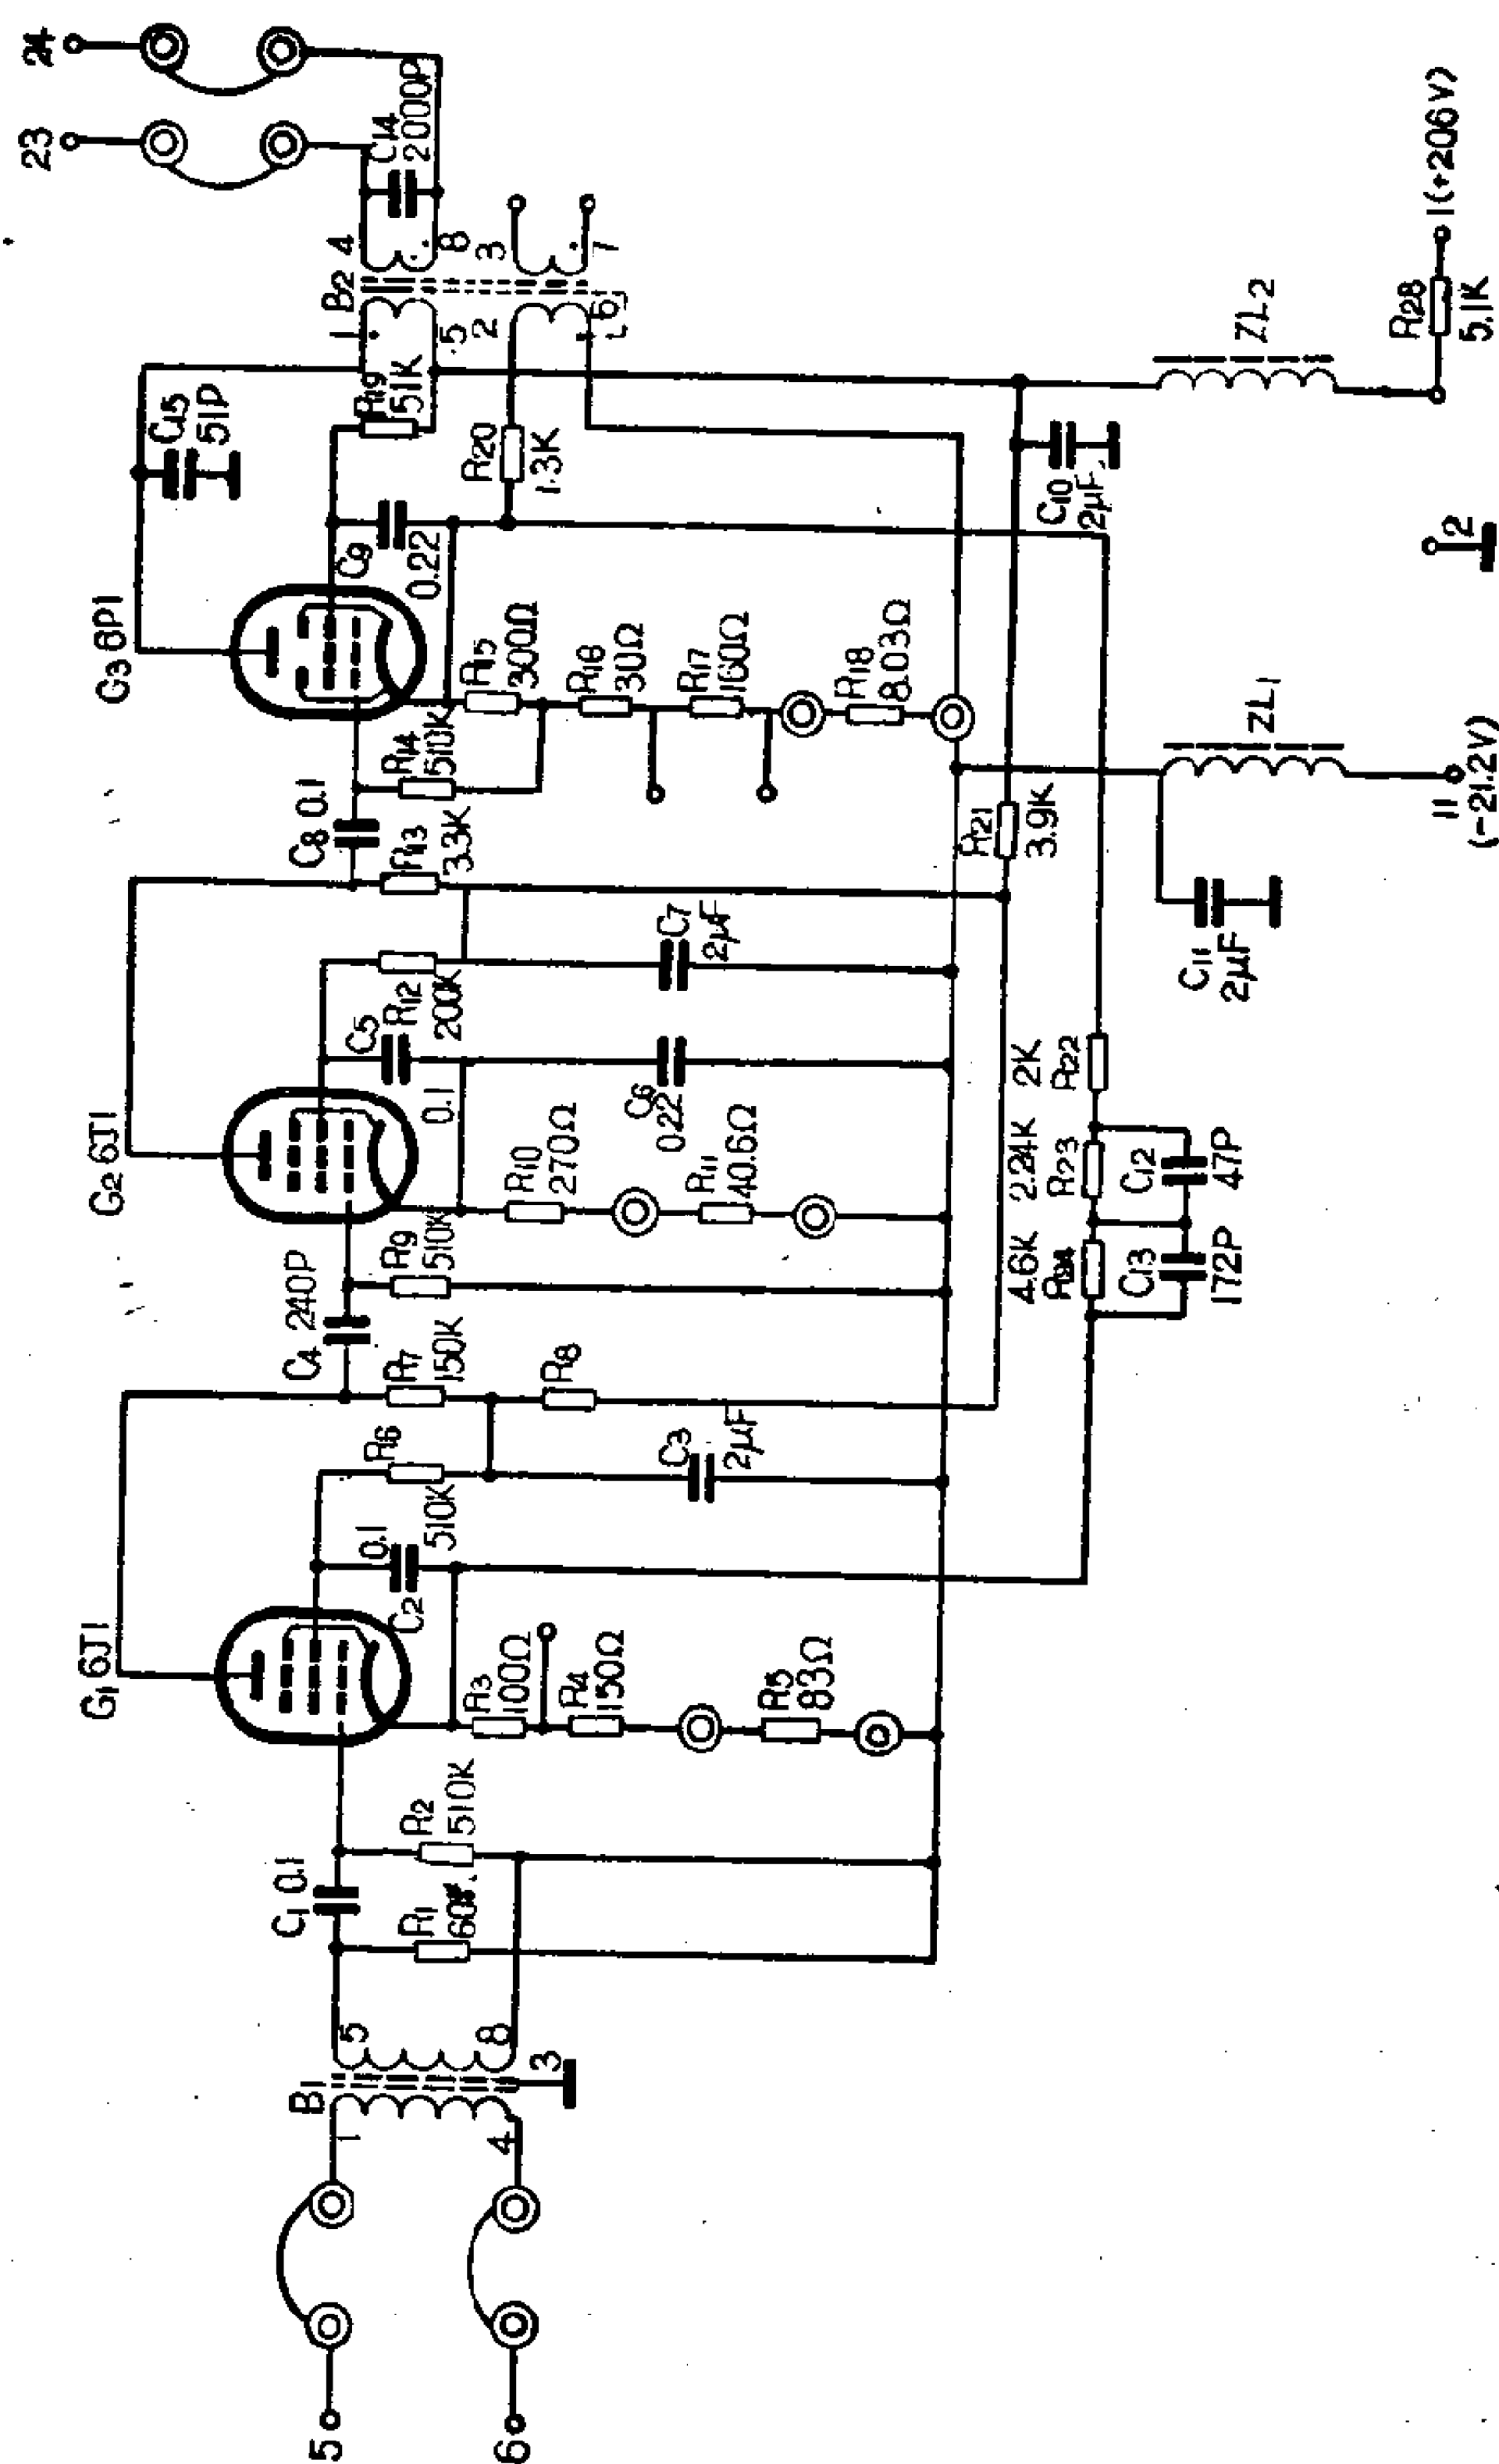 5
6
B1
1
4
5
8
3
C1 0.1
R1
R2
510K
G1 6J1
R3
100Ω
R4
150Ω
R5
83Ω
C2
0.1
R6
510K
C3
2μF
R7
150K
R8
C4 240P
R9
510K
G2 6J1
R10
270Ω
R11
40.6Ω
C5
0.1
C6
022
R12
200K
C7
2μF
R13
3.3K
C8 0.1
R14
510K
G3 6P1
R15
300Ω
R16
30Ω
R17
160Ω
R18
8.03Ω
C9
0.22
C15
51P
R19
51K
R20
1.3K
B2
1
5
2
6
4
8
3
7
C14
2000P
23
24
R21
3.9K
C10
2μF
4.6K
R24
C13
172P
2.24K
R23
C12
47P
2K
R22
C11
2μF
ZL1
11
(-21.2V)
2
ZL2
R28
5.1K
1(+206V)